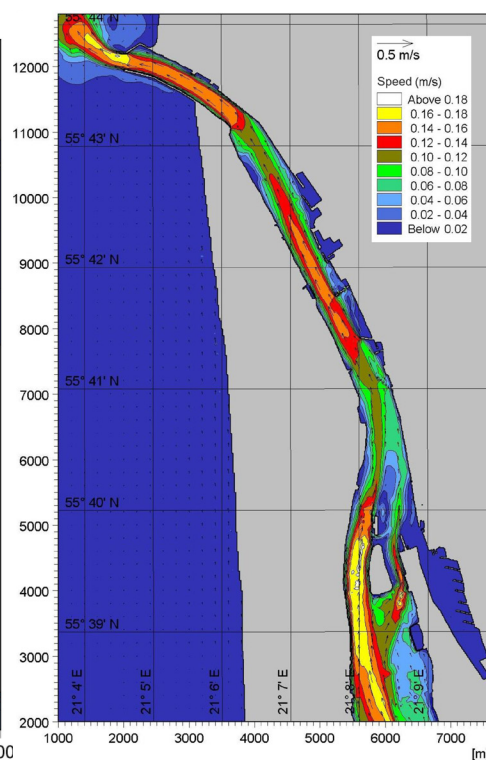 55° 44' N
0.5 m/s
Speed (m/s)
Above 0.18
0.16 - 0.18
0.14 - 0.16
0.12 - 0.14
0.10 - 0.12
0.08 - 0.10
0.06 - 0.08
0.04 - 0.06
0.02 - 0.04
Below 0.02
12000
11000
55° 43' N
10000
9000
55° 42' N
8000
7000
55° 41' N
6000
5000
55° 40' N
4000
55° 39' N
3000
2000
21° 4' E
21° 5' E
21° 6' E
21° 7' E
21° 8' E
21° 9' E
1000
2000
3000
4000
5000
6000
7000
[m